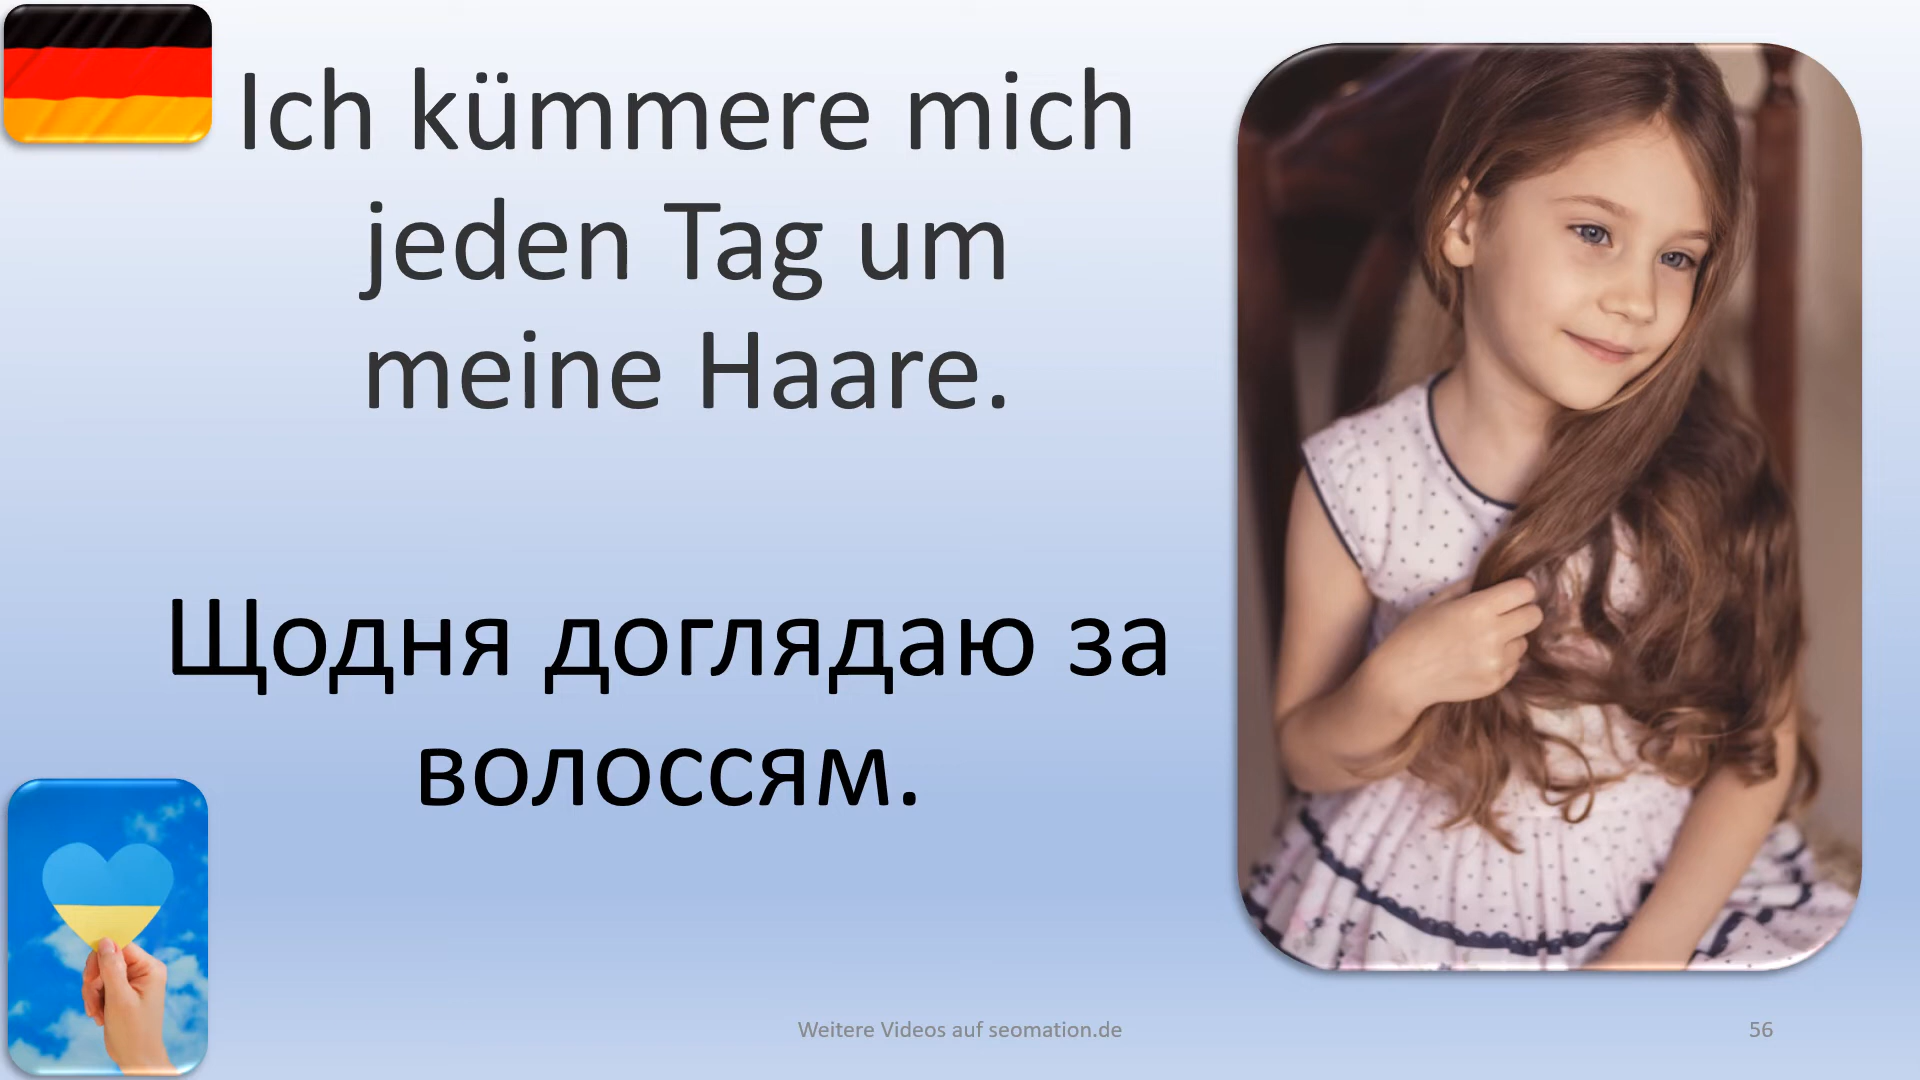 Ich kümmere mich
jeden Tag um
meine Haare.
Щодня доглядаю за
волоссям.
Weitere Videos auf seomation.de
56